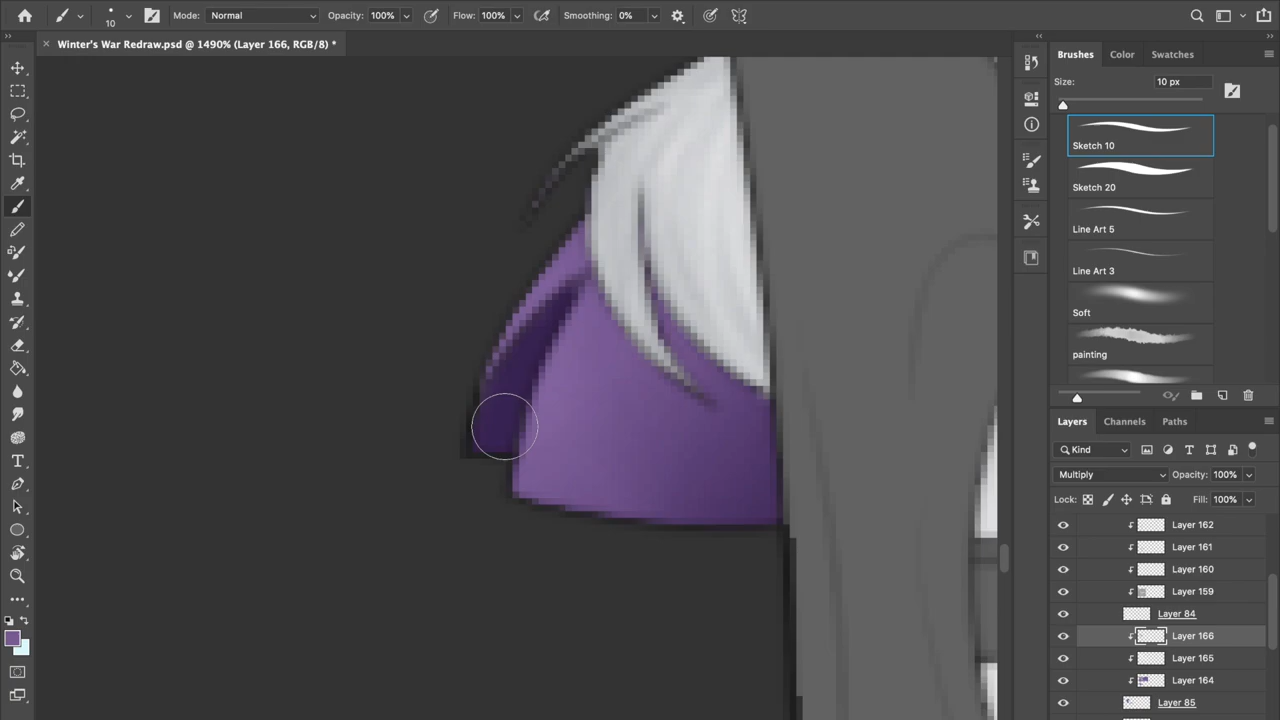 10
Mode:
Normal
Opacity:
100%
Flow:
100%
Smoothing:
0%
Winter's War Redraw.psd @ 1490% (Layer 166, RGB/8) *
Brushes
Color
Swatches
Size:
10 px
Sketch 10
Sketch 20
Line Art 5
Line Art 3
Soft
painting
Layers
Channels
Paths
Kind
Multiply
Opacity:
100%
Lock:
Fill:
100%
Layer 162
Layer 161
Layer 160
Layer 159
Layer 84
Layer 166
Layer 165
Layer 164
Layer 85